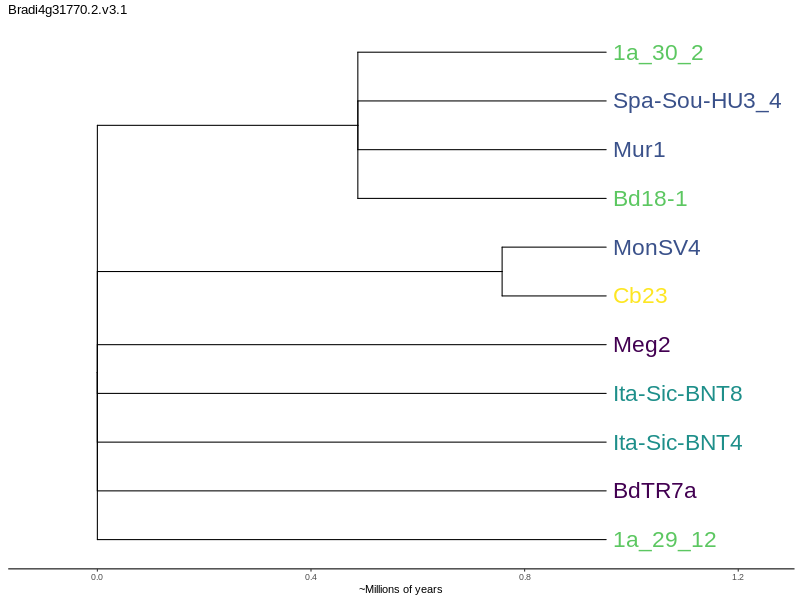 Bradi4g31770.2.v3.1
1a_30_2
Spa-Sou-HU3_4
Mur1
Bd18-1
MonSV4
Cb23
Meg2
Ita-Sic-BNT8
Ita-Sic-BNT4
BdTR7a
1a_29_12
0.0 0.4 0.8 1.2
~Millions of years